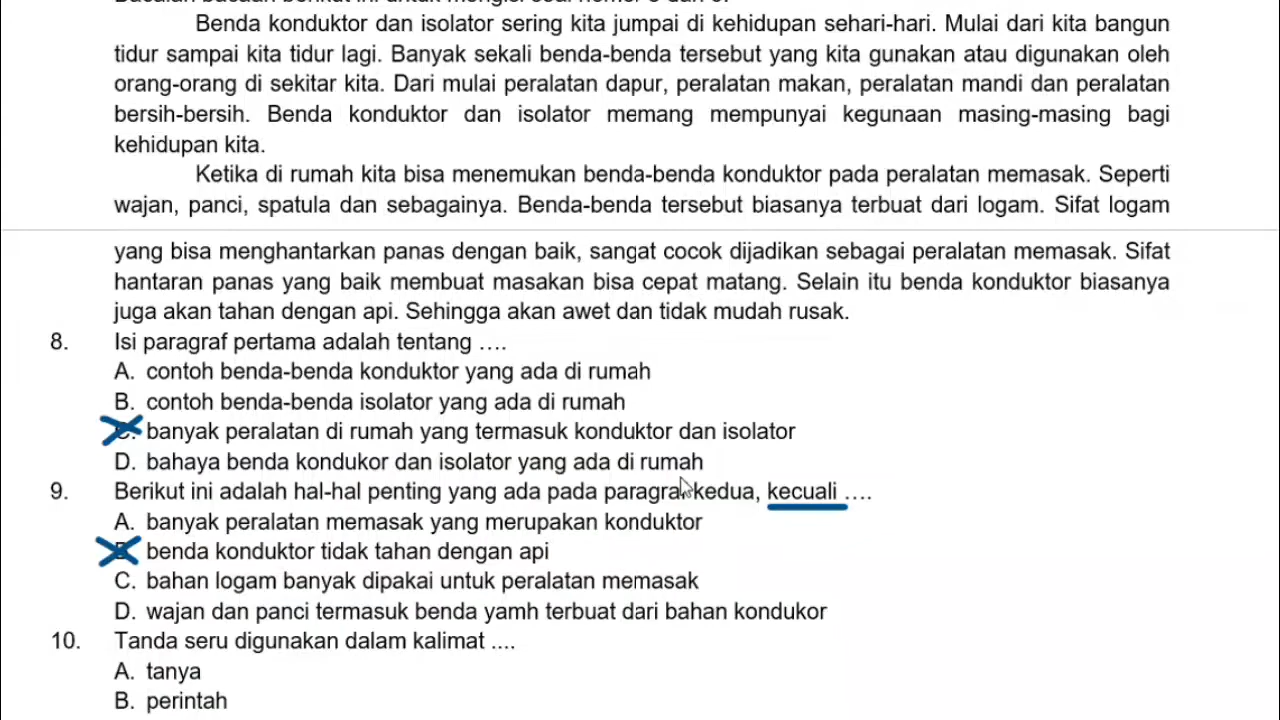 Benda konduktor dan isolator sering kita jumpai di kehidupan sehari-hari. Mulai dari kita bangun
tidur sampai kita tidur lagi. Banyak sekali benda-benda tersebut yang kita gunakan atau digunakan oleh
orang-orang di sekitar kita. Dari mulai peralatan dapur, peralatan makan, peralatan mandi dan peralatan
bersih-bersih. Benda konduktor dan isolator memang mempunyai kegunaan masing-masing bagi
kehidupan kita.
Ketika di rumah kita bisa menemukan benda-benda konduktor pada peralatan memasak. Seperti
wajan, panci, spatula dan sebagainya. Benda-benda tersebut biasanya terbuat dari logam. Sifat logam
yang bisa menghantarkan panas dengan baik, sangat cocok dijadikan sebagai peralatan memasak. Sifat
hantaran panas yang baik membuat masakan bisa cepat matang. Selain itu benda konduktor biasanya
juga akan tahan dengan api. Sehingga akan awet dan tidak mudah rusak.
8. Isi paragraf pertama adalah tentang ....
A. contoh benda-benda konduktor yang ada di rumah
B. contoh benda-benda isolator yang ada di rumah
C. banyak peralatan di rumah yang termasuk konduktor dan isolator
D. bahaya benda kondukor dan isolator yang ada di rumah
9. Berikut ini adalah hal-hal penting yang ada pada paragraf kedua, kecuali ....
A. banyak peralatan memasak yang merupakan konduktor
B. benda konduktor tidak tahan dengan api
C. bahan logam banyak dipakai untuk peralatan memasak
D. wajan dan panci termasuk benda yamh terbuat dari bahan kondukor
10. Tanda seru digunakan dalam kalimat ....
A. tanya
B. perintah